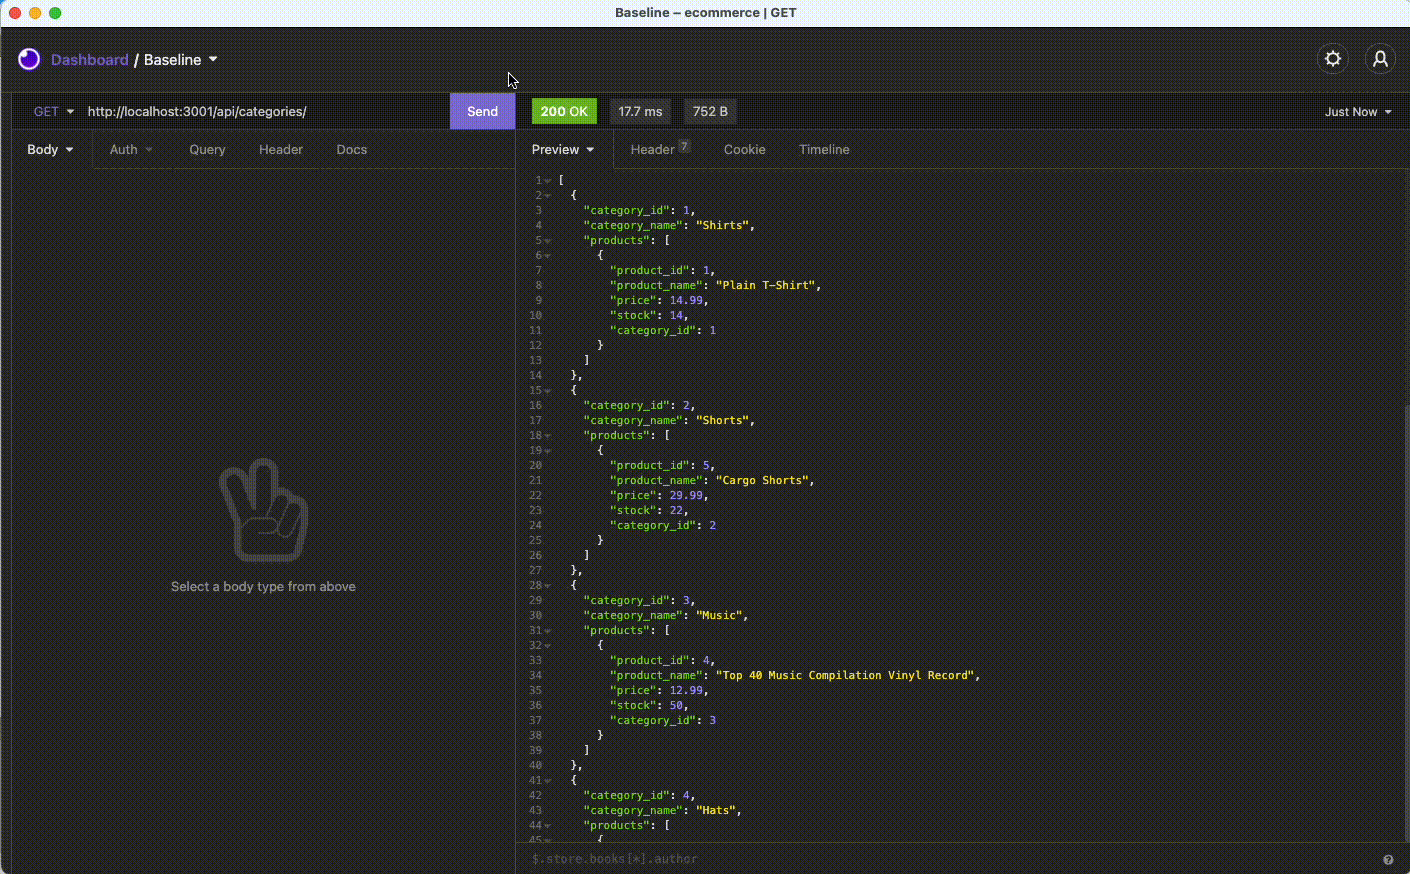 Baseline – ecommerce | GET
Dashboard / Baseline
GET http://localhost:3001/api/categories/ Send 200 OK 17.7 ms 752 B Just Now
Body Auth Query Header Docs Preview Header 7 Cookie Timeline
1 [
2 {
3 "category_id": 1,
4 "category_name": "Shirts",
5 "products": [
6 {
7 "product_id": 1,
8 "product_name": "Plain T-Shirt",
9 "price": 14.99,
10 "stock": 14,
11 "category_id": 1
12 }
13 ]
14 },
15 {
16 "category_id": 2,
17 "category_name": "Shorts",
18 "products": [
19 {
20 "product_id": 5,
21 "product_name": "Cargo Shorts",
22 "price": 29.99,
23 "stock": 22,
24 "category_id": 2
25 }
26 ]
27 },
28 {
29 "category_id": 3,
30 "category_name": "Music",
31 "products": [
32 {
33 "product_id": 4,
34 "product_name": "Top 40 Music Compilation Vinyl Record",
35 "price": 12.99,
36 "stock": 50,
37 "category_id": 3
38 }
39 ]
40 },
41 {
42 "category_id": 4,
43 "category_name": "Hats",
44 "products": [
45 {
Select a body type from above
$.store.books[*].author